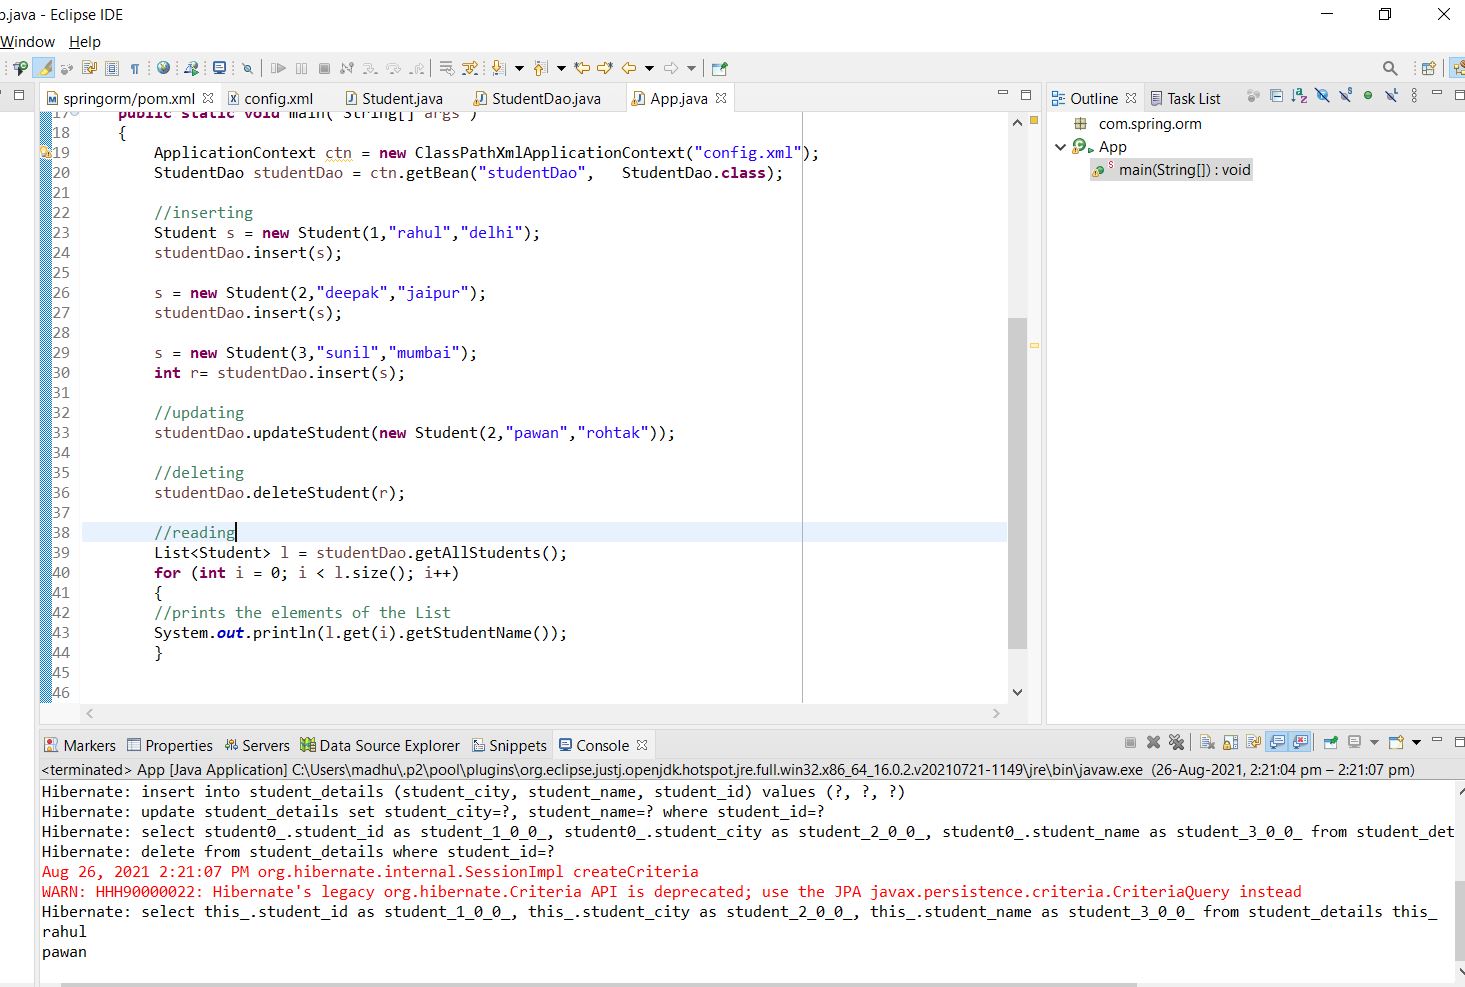 p.java - Eclipse IDE
Window Help
springorm/pom.xml config.xml Student.java StudentDao.java App.java
17 public static void main( String[] args )
18 {
19 ApplicationContext ctn = new ClassPathXmlApplicationContext("config.xml");
20 StudentDao studentDao = ctn.getBean("studentDao", StudentDao.class);
21
22 //inserting
23 Student s = new Student(1,"rahul","delhi");
24 studentDao.insert(s);
25
26 s = new Student(2,"deepak","jaipur");
27 studentDao.insert(s);
28
29 s = new Student(3,"sunil","mumbai");
30 int r= studentDao.insert(s);
31
32 //updating
33 studentDao.updateStudent(new Student(2,"pawan","rohtak"));
34
35 //deleting
36 studentDao.deleteStudent(r);
37
38 //reading
39 List<Student> l = studentDao.getAllStudents();
40 for (int i = 0; i < l.size(); i++)
41 {
42 //prints the elements of the List
43 System.out.println(l.get(i).getStudentName());
44 }
45
46
Outline Task List
com.spring.orm
App
main(String[]) : void
Markers Properties Servers Data Source Explorer Snippets Console
<terminated> App [Java Application] C:\Users\madhu\.p2\pool\plugins\org.eclipse.justj.openjdk.hotspot.jre.full.win32.x86_64_16.0.2.v20210721-1149\jre\bin\javaw.exe (26-Aug-2021, 2:21:04 pm – 2:21:07 pm)
Hibernate: insert into student_details (student_city, student_name, student_id) values (?, ?, ?)
Hibernate: update student_details set student_city=?, student_name=? where student_id=?
Hibernate: select student0_.student_id as student_1_0_0_, student0_.student_city as student_2_0_0_, student0_.student_name as student_3_0_0_ from student_det
Hibernate: delete from student_details where student_id=?
Aug 26, 2021 2:21:07 PM org.hibernate.internal.SessionImpl createCriteria
WARN: HHH90000022: Hibernate's legacy org.hibernate.Criteria API is deprecated; use the JPA javax.persistence.criteria.CriteriaQuery instead
Hibernate: select this_.student_id as student_1_0_0_, this_.student_city as student_2_0_0_, this_.student_name as student_3_0_0_ from student_details this_
rahul
pawan